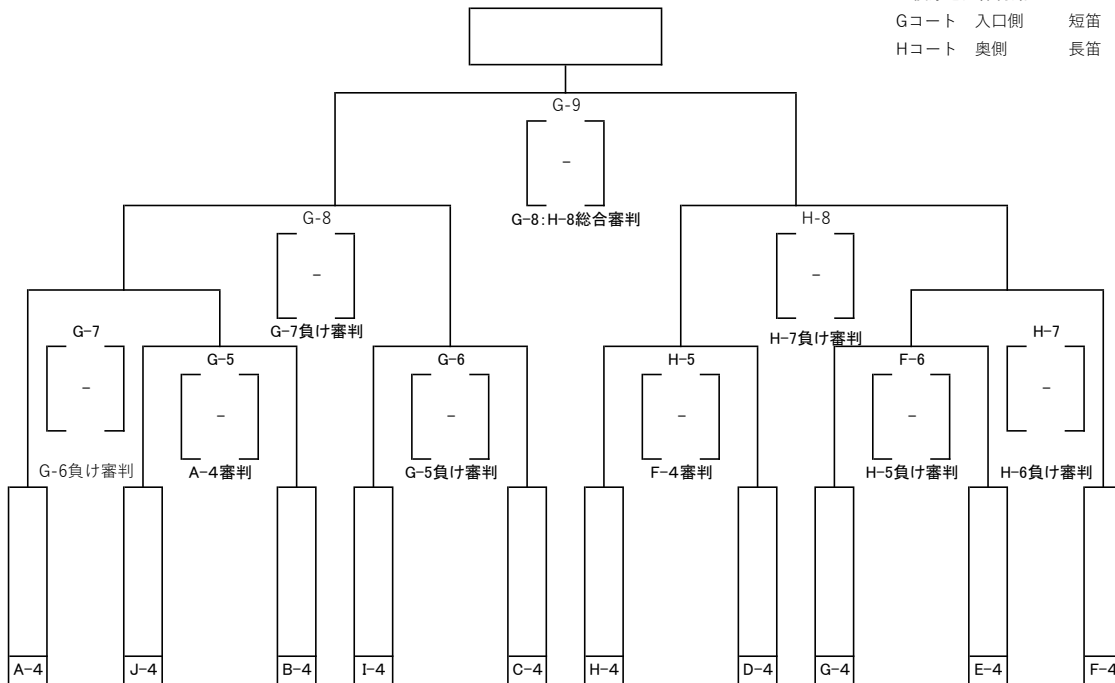 Gコート 入口側 短笛
Hコート 奥側 長笛
G-9
-
G-8:H-8総合審判
G-8
-
G-7負け審判
H-8
-
H-7負け審判
G-7
-
G-6負け審判
G-5
-
A-4審判
G-6
-
G-5負け審判
H-5
-
F-4審判
F-6
-
H-5負け審判
H-7
-
H-6負け審判
A-4
J-4
B-4
I-4
C-4
H-4
D-4
G-4
E-4
F-4